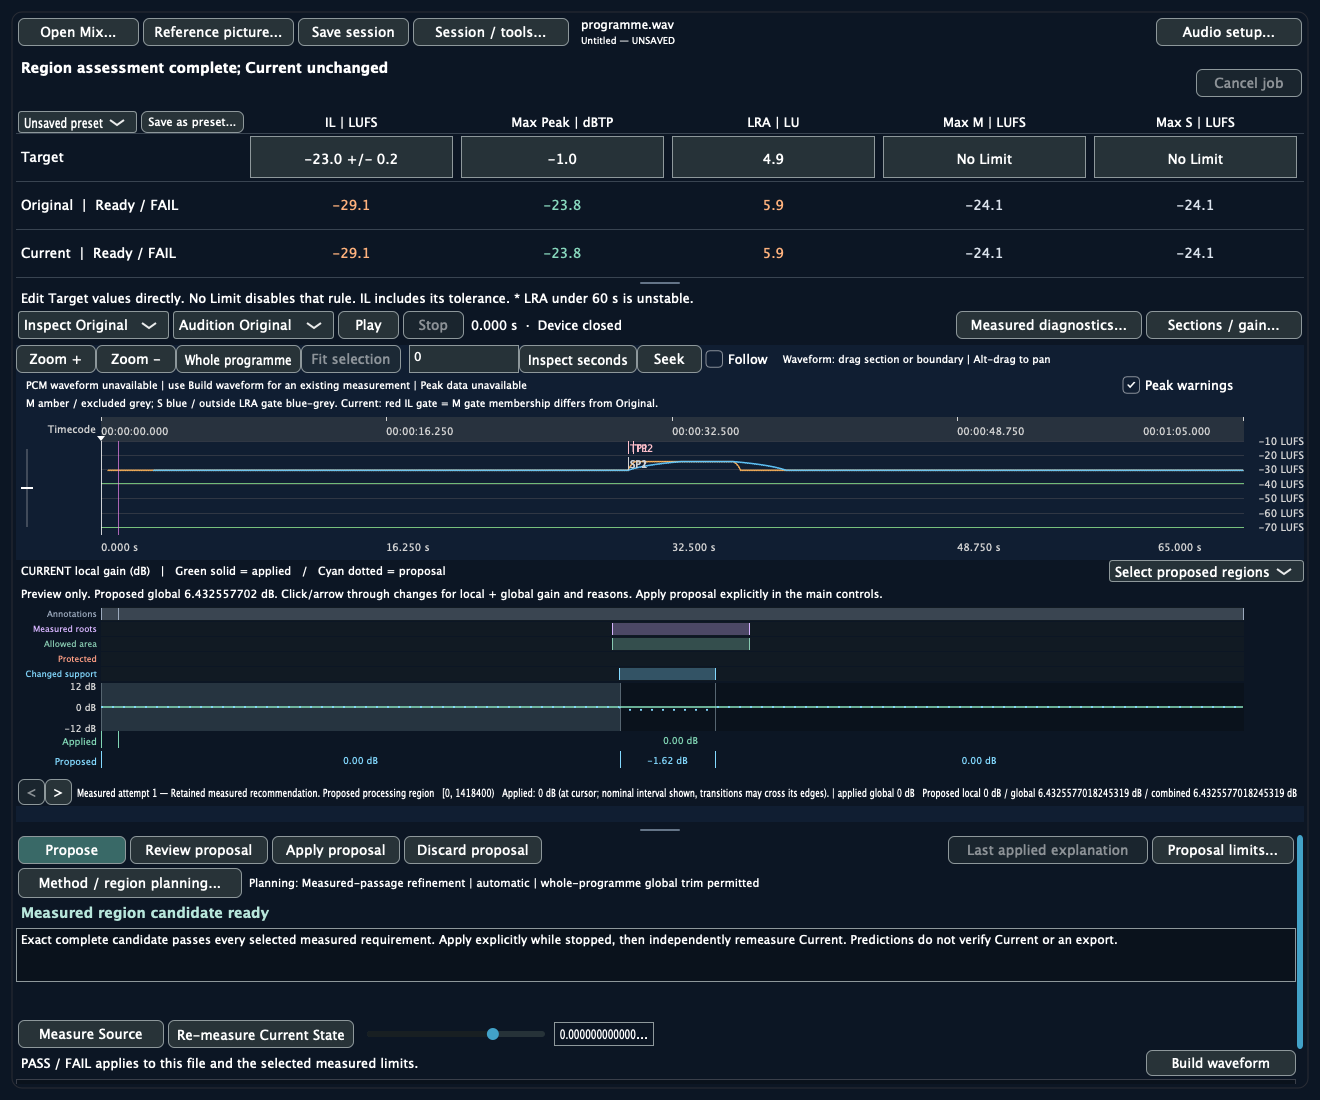 Open Mix... Reference picture... Save session Session / tools... programme.wav Audio setup...
Untitled — UNSAVED
Region assessment complete; Current unchanged
Cancel job
Unsaved preset Save as preset... IL | LUFS Max Peak | dBTP LRA | LU Max M | LUFS Max S | LUFS
Target -23.0 +/- 0.2 -1.0 4.9 No Limit No Limit
Original | Ready / FAIL -29.1 -23.8 5.9 -24.1 -24.1
Current | Ready / FAIL -29.1 -23.8 5.9 -24.1 -24.1
Edit Target values directly. No Limit disables that rule. IL includes its tolerance. * LRA under 60 s is unstable.
Inspect Original Audition Original Play Stop 0.000 s · Device closed Measured diagnostics... Sections / gain...
Zoom + Zoom - Whole programme Fit selection 0 Inspect seconds Seek Follow Waveform: drag section or boundary | Alt-drag to pan
PCM waveform unavailable | use Build waveform for an existing measurement | Peak data unavailable Peak warnings
M amber / excluded grey; S blue / outside LRA gate blue-grey. Current: red IL gate = M gate membership differs from Original.
Timecode 00:00:00.000 00:00:16.250 00:00:32.500 00:00:48.750 00:01:05.000
-10 LUFS
-20 LUFS
SP2 -30 LUFS
-40 LUFS
-50 LUFS
-60 LUFS
-70 LUFS
0.000 s 16.250 s 32.500 s 48.750 s 65.000 s
CURRENT local gain (dB) | Green solid = applied / Cyan dotted = proposal Select proposed regions
Preview only. Proposed global 6.432557702 dB. Click/arrow through changes for local + global gain and reasons. Apply proposal explicitly in the main controls.
Annotations
Measured roots
Allowed area
Protected
Changed support
12 dB
0 dB
-12 dB
Applied 0.00 dB
Proposed 0.00 dB -1.62 dB 0.00 dB
< > Measured attempt 1 — Retained measured recommendation. Proposed processing region [0, 1418400) Applied: 0 dB (at cursor; nominal interval shown, transitions may cross its edges). | applied global 0 dB Proposed local 0 dB / global 6.4325577018245319 dB / combined 6.4325577018245319 dB
Propose Review proposal Apply proposal Discard proposal Last applied explanation Proposal limits...
Method / region planning... Planning: Measured-passage refinement | automatic | whole-programme global trim permitted
Measured region candidate ready
Exact complete candidate passes every selected measured requirement. Apply explicitly while stopped, then independently remeasure Current. Predictions do not verify Current or an export.
Measure Source Re-measure Current State 0.000000000000...
PASS / FAIL applies to this file and the selected measured limits. Build waveform